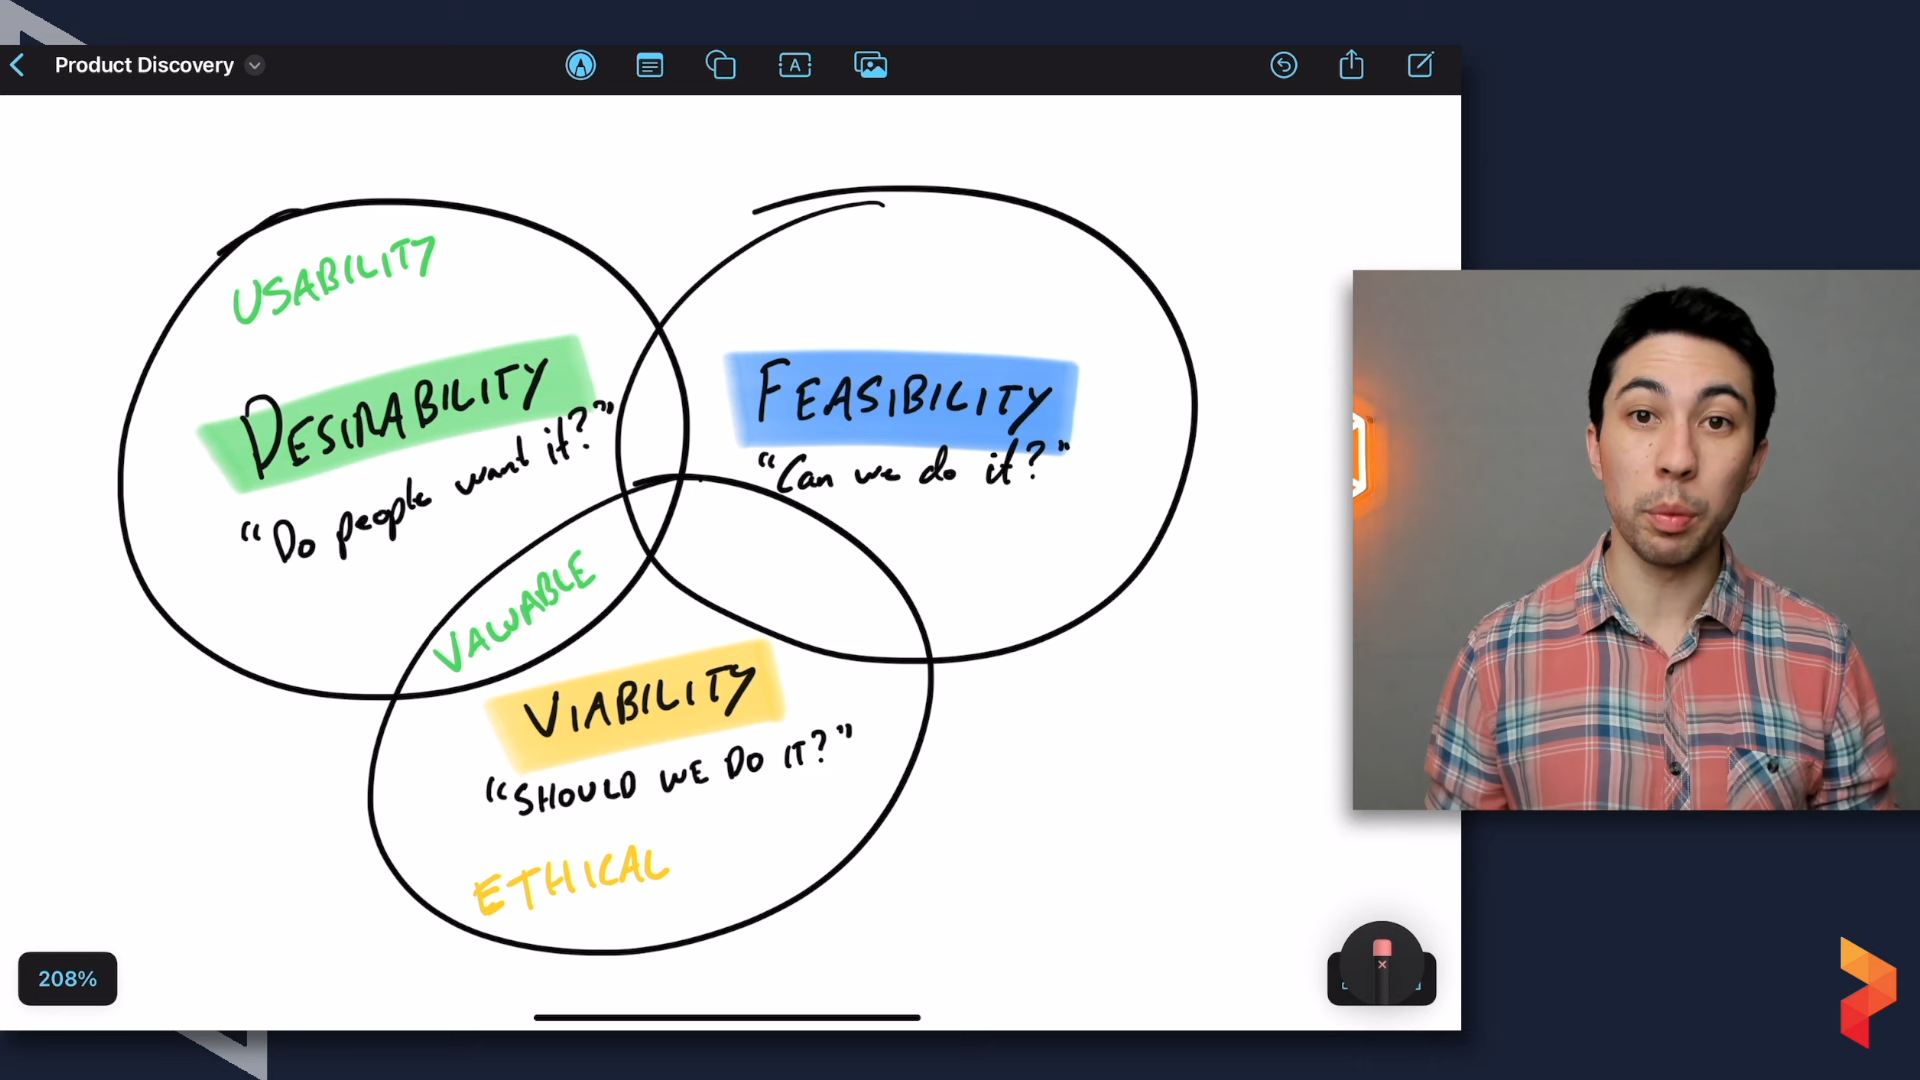 Product Discovery
A
USABILITY
DESIRABILITY
"Do people want it?"
FEASIBILITY
"Can we do it?"
VALUABLE
VIABILITY
"SHOULD WE DO IT?"
ETHICAL
208%